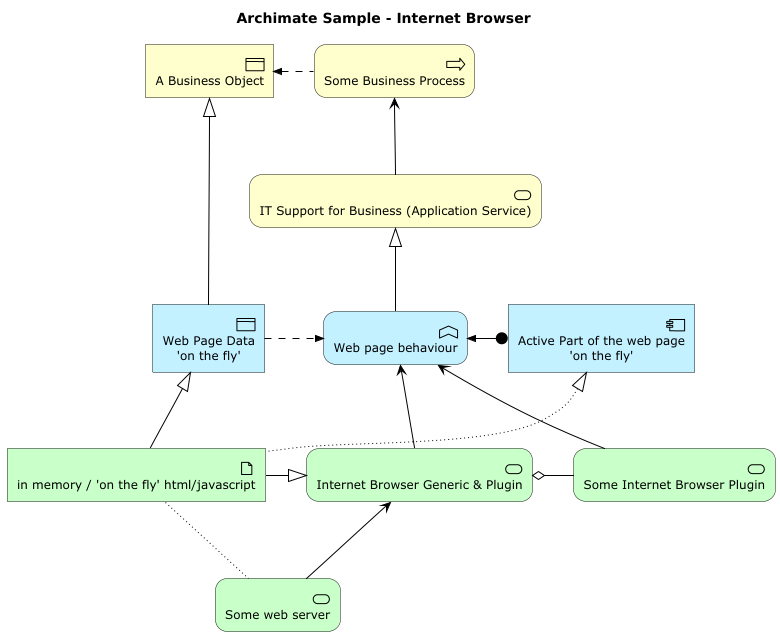 Archimate Sample - Internet Browser
A Business Object
Some Business Process
IT Support for Business (Application Service)
Web Page Data
'on the fly'
Web page behaviour
Active Part of the web page
'on the fly'
in memory / 'on the fly' html/javascript
Internet Browser Generic & Plugin
Some Internet Browser Plugin
Some web server